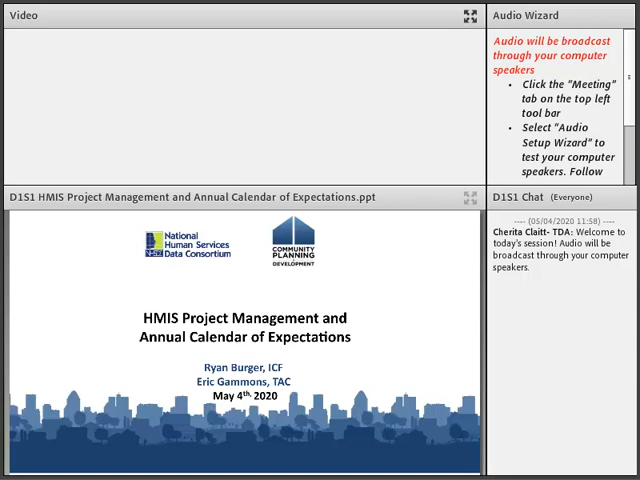 Video
Audio Wizard
Audio will be broadcast
through your computer
speakers
• Click the "Meeting"
tab on the top left
tool bar
• Select "Audio
Setup Wizard" to
test your computer
speakers. Follow
D1S1 HMIS Project Management and Annual Calendar of Expectations.ppt
National
Human Services
Data Consortium
NHSDC
COMMUNITY
PLANNING
DEVELOPMENT
HMIS Project Management and
Annual Calendar of Expectations
Ryan Burger, ICF
Eric Gammons, TAC
May 4th, 2020
D1S1 Chat (Everyone)
---- (05/04/2020 11:58) ----
Cherita Claitt- TDA: Welcome to
today's session! Audio will be
broadcast through your computer
speakers.